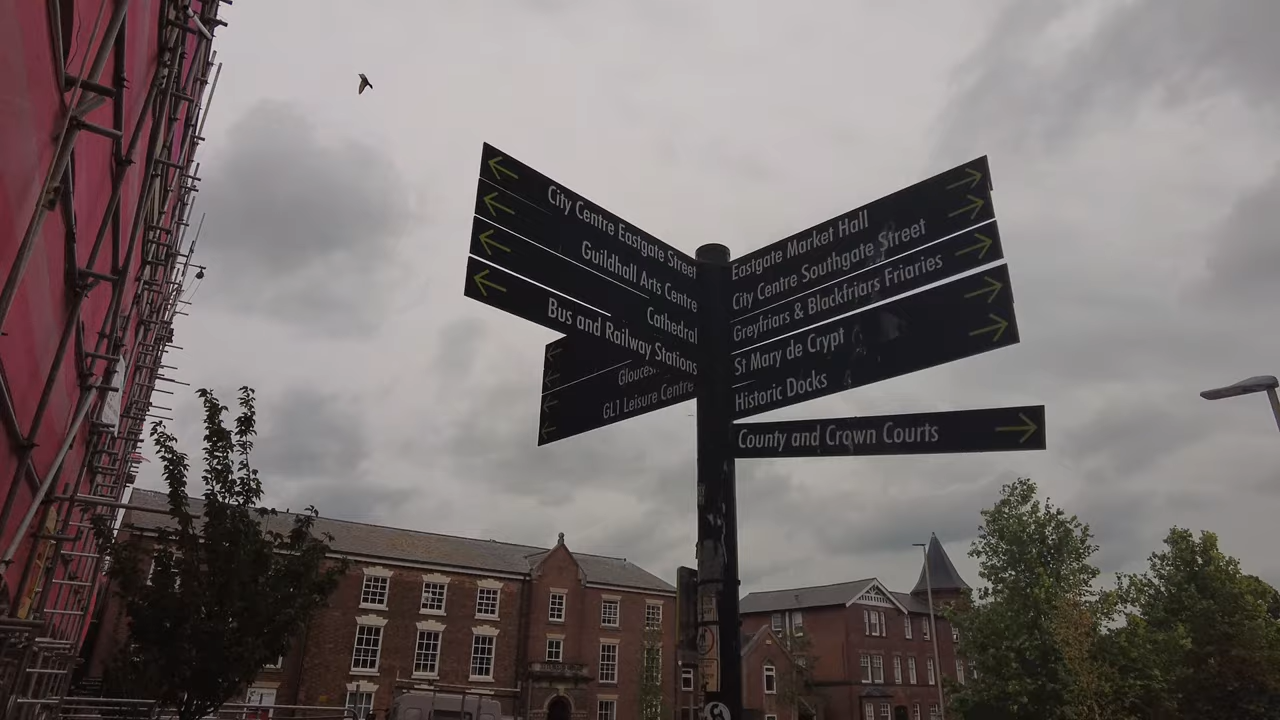 City Centre Eastgate Street
Guildhall Arts Centre
Cathedral
Bus and Railway Stations
GL1 Leisure Centre
Eastgate Market Hall
City Centre Southgate Street
Greyfriars & Blackfriars Friaries
St Mary de Crypt
Historic Docks
County and Crown Courts